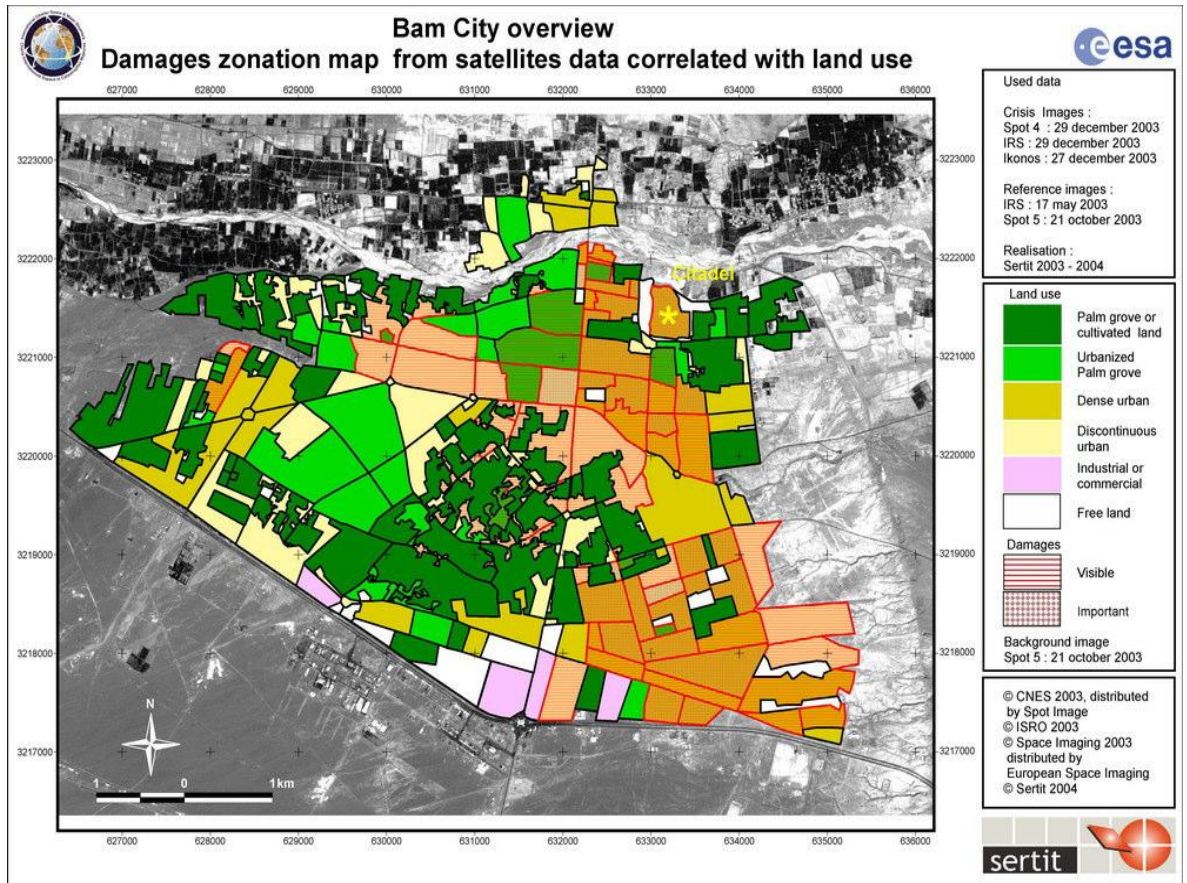 Bam City overview
Damages zonation map from satellites data correlated with land use
esa
627000 628000 629000 630000 631000 632000 633000 634000 635000 636000
3223000 3223000
3222000 3222000
3221000 3221000
3220000 3220000
3219000 3219000
3218000 3218000
3217000 3217000
Citadel
N
1 0 1 km
627000 628000 629000 630000 631000 632000 633000 634000 635000 636000
Used data
Crisis Images :
Spot 4 : 29 december 2003
IRS : 29 december 2003
Ikonos : 27 december 2003
Reference images :
IRS : 17 may 2003
Spot 5 : 21 october 2003
Realisation :
Sertit 2003 - 2004
Land use
Palm grove or
cultivated land
Urbanized
Palm grove
Dense urban
Discontinuous
urban
Industrial or
commercial
Free land
Damages
Visible
Important
Background image
Spot 5 : 21 october 2003
© CNES 2003, distributed
by Spot Image
© ISRO 2003
© Space Imaging 2003
distributed by
European Space Imaging
© Sertit 2004
sertit